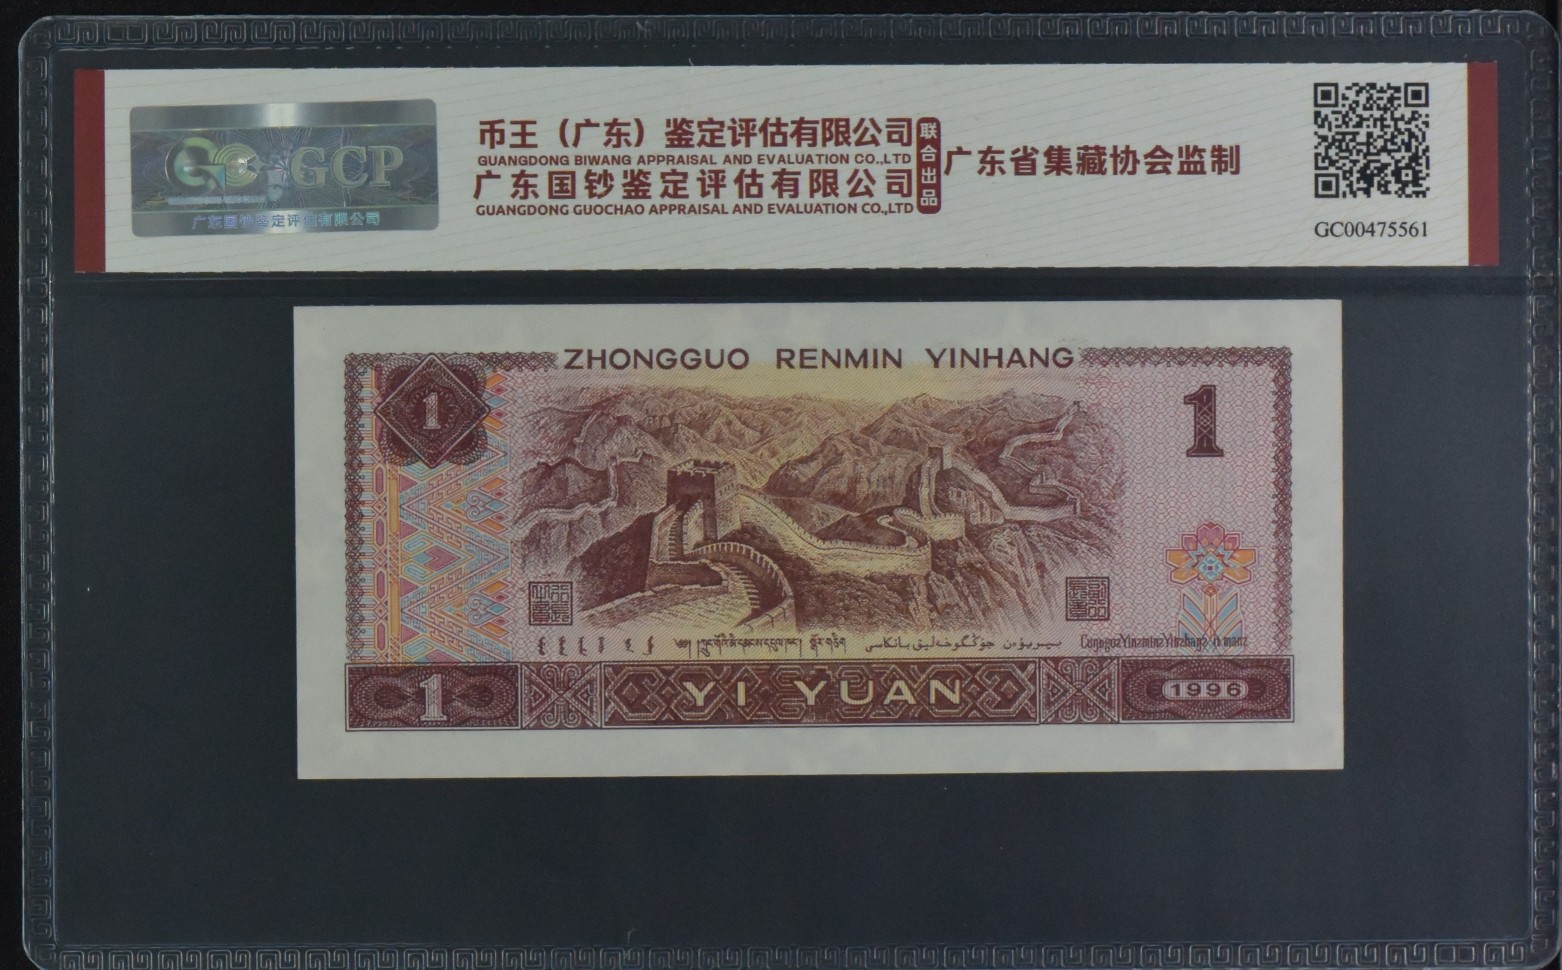 GCP
广东国钞鉴定评估有限公司
币王（广东）鉴定评估有限公司
GUANGDONG BIWANG APPRAISAL AND EVALUATION CO.,LTD
广东国钞鉴定评估有限公司
GUANGDONG GUOCHAO APPRAISAL AND EVALUATION CO.,LTD
联合出品
广东省集藏协会监制
GC00475561
ZHONGGUO RENMIN YINHANG
1
1
1
YI YUAN
1996